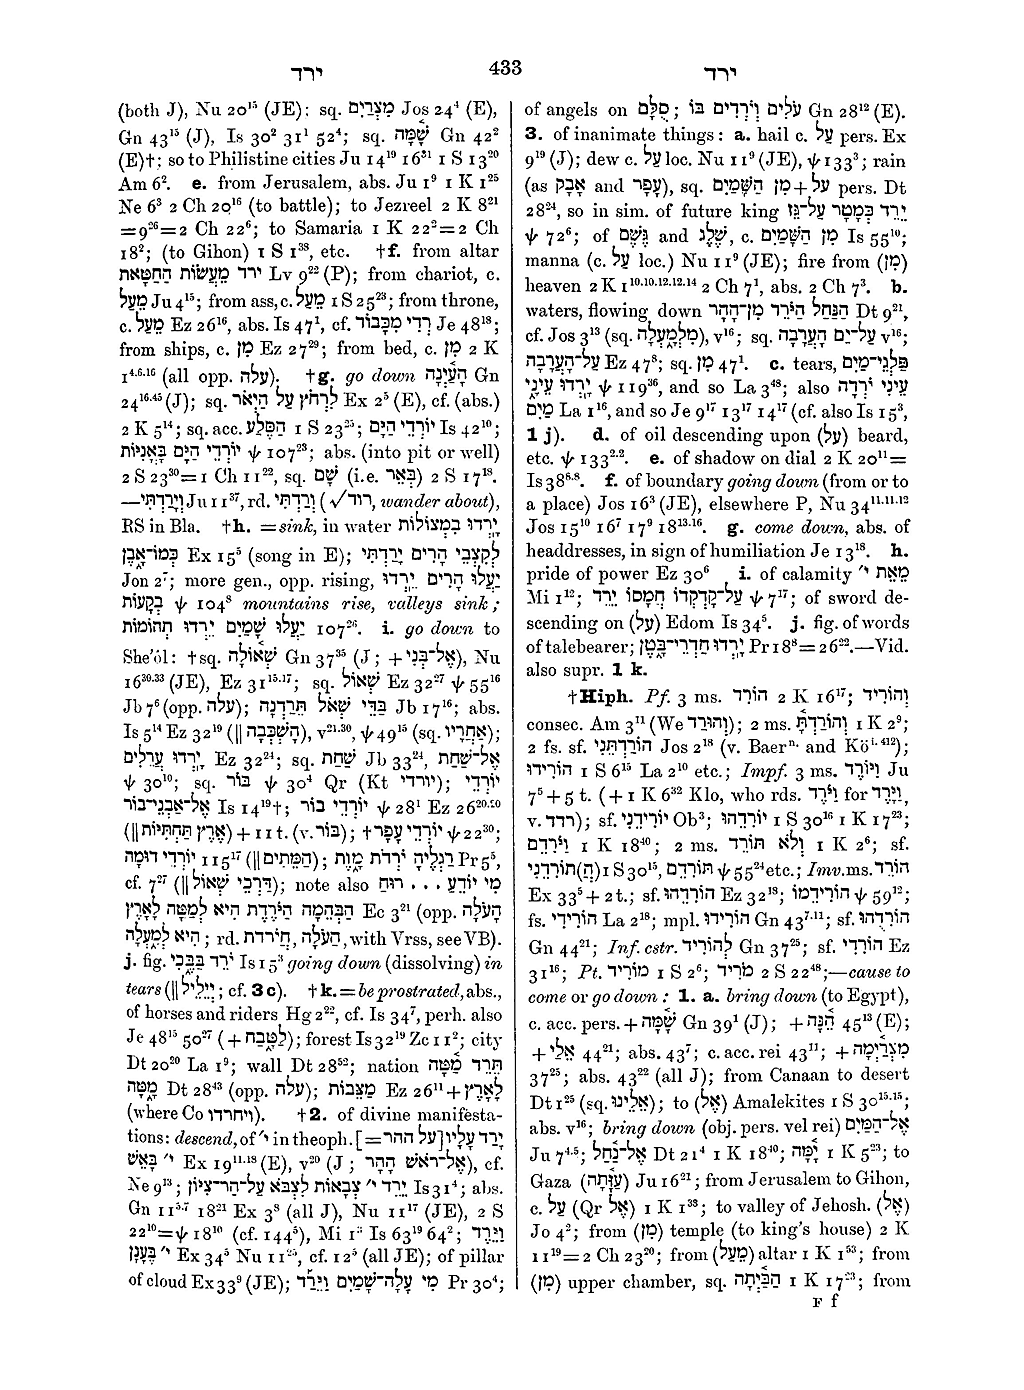 ירד 433 ירד
(both J), Nu 20¹⁵ (JE): sq. מִצְרַיִם Jos 24⁴ (E),
Gn 43¹⁵ (J), Is 30² 31¹ 52⁴; sq. שָׁ֫מָּה Gn 42²
(E)†; so to Philistine cities Ju 14¹⁹ 16³¹ 1 S 13²⁰
Am 6². e. from Jerusalem, abs. Ju 1⁹ 1 K 1²⁵
Ne 6³ 2 Ch 20¹⁶ (to battle); to Jezreel 2 K 8²¹
=9²⁶=2 Ch 22⁶; to Samaria 1 K 22²=2 Ch
18²; (to Gihon) 1 S 1³⁸, etc. †f. from altar
ירד מֵעֲשׂוֹת הַחַטָּאת Lv 9²² (P); from chariot, c.
מֵעַל Ju 4¹⁵; from ass, c. מֵעַל 1 S 25²³; from throne,
c. מֵעַל Ez 26¹⁶, abs. Is 47¹, cf. רְדִי מִכָּבוֹד Je 48¹⁸;
from ships, c. מִן Ez 27²⁹; from bed, c. מִן 2 K
1⁴·⁶·¹⁶ (all opp. עלה). †g. go down הָעַ֫יְנָה Gn
24¹⁶·⁴⁵ (J); sq. לִרְחֹץ עַל הַיְאֹר Ex 2⁵ (E), cf. (abs.)
2 K 5¹⁴; sq. acc. הַסֶּלַע 1 S 23²⁵; יוֹרְדֵי הַיָּם Is 42¹⁰;
יוֹרְדֵי הַיָּם בָּאֳנִיּוֹת ψ 107²³; abs. (into pit or well)
2 S 23²⁰=1 Ch 11²², sq. שָׁם (i.e. בְּאֵר) 2 S 17¹⁸.
—וְיָרַדְתִּי Ju 11³⁷, rd. וְרַדְתִּי (√רוד, wander about),
RS in Bla. †h. =sink, in water יָֽרְדוּ בִמְצוֹלוֹת
כְּמוֹ־אָבֶן Ex 15⁵ (song in E); לְקִצְבֵי הָרִים יָרַדְתִּי
Jon 2⁷; more gen., opp. rising, יַעֲלוּ הָרִים יֵרְדוּ
בְקָעוֹת ψ 104⁸ mountains rise, valleys sink;
יַעֲלוּ שָׁמַיִם יֵרְדוּ תְהוֹמוֹת 107²⁶. i. go down to
She'ôl: †sq. שְׁאֹ֫לָה Gn 37³⁵ (J; + אֶל־בְּנִי), Nu
16³⁰·³³ (JE), Ez 31¹⁵·¹⁷; sq. שְׁאוֹל Ez 32²⁷ ψ 55¹⁶
Jb 7⁶ (opp. עלה); בַּדֵּי שְׁאֹל תֵּרַדְנָה Jb 17¹⁶; abs.
Is 5¹⁴ Ez 32¹⁹ (‖ הָשְׁכְּבָה), v²¹·³⁰, ψ 49¹⁵ (sq. אַחֲרָיו);
יָֽרְדוּ עֲרֵלִים Ez 32²⁴; sq. שַׁחַת Jb 33²⁴, אֶל־שַׁחַת
ψ 30¹⁰; sq. בּוֹר ψ 30⁴ Qr (Kt יורדי); יוֹרְדֵי
אֶל־אַבְנֵי־בוֹר Is 14¹⁹†; יוֹרְדֵי בוֹר ψ 28¹ Ez 26²⁰·²⁰
(‖ אֶרֶץ תַּחְתִּיּוֹת) + 11 t. (v. בּוֹר); †יוֹרְדֵי עָפָר ψ 22³⁰;
יוֹרְדֵי דוּמָה 115¹⁷ (‖ הַמֵּתִים); רַגְלֶיהָ יֹרְדֹת מָוֶת Pr 5⁵,
cf. 7²⁷ (‖ דַּרְכֵי שְׁאוֹל); note also מִי יוֹדֵעַ ... רוּחַ
הַבְּהֵמָה הַיֹּרֶדֶת הִיא לְמַטָּה לָאָרֶץ Ec 3²¹ (opp. הָעֹלָה
הִיא לְמָעְלָה; rd. הַעֹלָה, הֲיֹרדת, with Vrss, see VB).
j. fig. יֹרֵד בַּבֶּ֑כִי Is 15³ going down (dissolving) in
tears (‖ יְיֵלִיל; cf. 3 c). †k. = be prostrated, abs.,
of horses and riders Hg 2²², cf. Is 34⁷, perh. also
Je 48¹⁵ 50²⁷ (+ לַטָּ֑בַח); forest Is 32¹⁹ Zc 11²; city
Dt 20²⁰ La 1⁹; wall Dt 28⁵²; nation תֵּרֵד מַ֫טָּה
מָּ֑טָּה Dt 28⁴³ (opp. עלה); מַצֵּבוֹת Ez 26¹¹ + לָאָרֶץ
(where Co ויחרדו). †2. of divine manifesta-
tions: descend, of י״ in theoph. [יָרַד עָלָיו [=על ההר
בָּאֵשׁ י״ Ex 19¹¹·¹⁸ (E), v²⁰ (J; אֶל־רֹאשׁ הָהָר), cf.
Ne 9¹³; יֵרֵד י״ צְבָאוֹת לִצְבֹּא עַל־הַר־צִיּוֹן Is 31⁴; abs.
Gn 11⁵·⁷ 18²¹ Ex 3⁸ (all J), Nu 11¹⁷ (JE), 2 S
22¹⁰=ψ 18¹⁰ (cf. 144⁵), Mi 1³ Is 63¹⁹ 64²; וַיֵּרֶד
י״ בֶּעָנָן Ex 34⁵ Nu 11²⁵, cf. 12⁵ (all JE); of pillar
of cloud Ex 33⁹ (JE); מִי עָלָה־שָׁמַיִם וַיֵּרַד Pr 30⁴;
of angels on סֻלָּם; עֹלִים וְיֹרְדִים בּוֹ Gn 28¹² (E).
3. of inanimate things: a. hail c. עַל pers. Ex
9¹⁹ (J); dew c. עַל loc. Nu 11⁹ (JE), ψ 133³; rain
(as אָבָק and עָפָר), sq. עַל + מִן הַשָּׁמַיִם pers. Dt
28²⁴, so in sim. of future king יֵרֵד כְּמָטָר עַל־גֵּז
ψ 72⁶; of גֶּשֶׁם and שֶׁלֶג, c. מִן הַשָּׁמַיִם Is 55¹⁰;
manna (c. עַל loc.) Nu 11⁹ (JE); fire from (מִן)
heaven 2 K 1¹⁰·¹⁰·¹²·¹²·¹⁴ 2 Ch 7¹, abs. 2 Ch 7³. b.
waters, flowing down הַנַּחַל הַיֹּרֵד מִן־הָהָר Dt 9²¹,
cf. Jos 3¹³ (sq. מִלְמָ֑עְלָה), v¹⁶; sq. עַל־יָם הָעֲרָבָה v¹⁶;
עַל־הָעֲרָבָה Ez 47⁸; sq. מִן 47¹. c. tears, פַּלְגֵי־מַיִם
יָֽרְדוּ עֵינָ֑י ψ 119³⁶, and so La 3⁴⁸; also עֵינִי יֹרְדָה
מַּיִם La 1¹⁶, and so Je 9¹⁷ 13¹⁷ 14¹⁷ (cf. also Is 15³,
1 j). d. of oil descending upon (עַל) beard,
etc. ψ 133²·². e. of shadow on dial 2 K 20¹¹=
Is 38⁸·⁸. f. of boundary going down (from or to
a place) Jos 16³ (JE), elsewhere P, Nu 34¹¹·¹¹·¹²
Jos 15¹⁰ 16⁷ 17⁹ 18¹³·¹⁶. g. come down, abs. of
headdresses, in sign of humiliation Je 13¹⁸. h.
pride of power Ez 30⁶ i. of calamity מֵאֵת י״
Mi 1¹²; עַל־קָדְקֳדוֹ חֲמָסוֹ יֵרֵד ψ 7¹⁷; of sword de-
scending on (עַל) Edom Is 34⁵. j. fig. of words
of talebearer; יָֽרְדוּ חַדְרֵי־בָטֶן Pr 18⁸=26²².—Vid.
also supr. 1 k.
†Hiph. Pf. 3 ms. הוֹרִד 2 K 16¹⁷; וְהוֹרִיד
consec. Am 3¹¹ (We וְהוּרַד); 2 ms. וְהוֹרַדְתָּ֫ 1 K 2⁹;
2 fs. sf. הוֹרַדְתֵּנִי Jos 2¹⁸ (v. Baer ⁿ· and Kö ⁱ· ⁴¹²);
הוֹרִידוּ 1 S 6¹⁵ La 2¹⁰ etc.; Impf. 3 ms. וַיּ֫וֹרֶד Ju
7⁵ + 5 t. (+ 1 K 6³² Klo, who rds. וַיֹּ֫רֶד for וַיָּ֫רֶד,
v. רדד); sf. יוֹרִידֵנִי Ob³; יוֹרִדֵהוּ 1 S 30¹⁶ 1 K 17²³;
וַיֹּרִדֵם 1 K 18⁴⁰; 2 ms. וְלֹא תוֹרֵד 1 K 2⁶; sf.
תּוֹרִדֵנִי(הֲ) 1 S 30¹⁵, תּוֹרִדֵם ψ 55²⁴ etc.; Imv. ms. הוֹרֵד
Ex 33⁵ + 2 t.; sf. הוֹרִדֵהוּ Ez 32¹⁸; הוֹרִידֵמוֹ ψ 59¹²;
fs. הוֹרִידִי La 2¹⁸; mpl. הוֹרִידוּ Gn 43⁷·¹¹; sf. הוֹרִדֻהוּ
Gn 44²¹; Inf. cstr. לְהוֹרִיד Gn 37²⁵; sf. הוֹרִדִי Ez
31¹⁶; Pt. מוֹרִיד 1 S 2⁶; מֹרִיד 2 S 22⁴⁸;—cause to
come or go down: 1. a. bring down (to Egypt),
c. acc. pers. + שָׁ֫מָּה Gn 39¹ (J); + הֵ֫נָּה 45¹³ (E);
+ אֵלַי 44²¹; abs. 43⁷; c. acc. rei 43¹¹; + מִצְרַ֫יְמָה
37²⁵; abs. 43²² (all J); from Canaan to desert
Dt 1²⁵ (sq. אֵלֵינוּ); to (אֶל) Amalekites 1 S 30¹⁵·¹⁵;
abs. v¹⁶; bring down (obj. pers. vel rei) אֶל־הַמַּיִם
Ju 7⁴·⁵; אֶל־נַחַל Dt 21⁴ 1 K 18⁴⁰; יָ֫מָּה 1 K 5²³; to
Gaza (עַזָּ֫תָה) Ju 16²¹; from Jerusalem to Gihon,
c. עַל (Qr אֶל) 1 K 1³⁸; to valley of Jehosh. (אֶל)
Jo 4²; from (מִן) temple (to king's house) 2 K
11¹⁹=2 Ch 23²⁰; from (מֵעַל) altar 1 K 1⁵³; from
(מִן) upper chamber, sq. הַבַּ֫יְתָה 1 K 17²³; from
F f